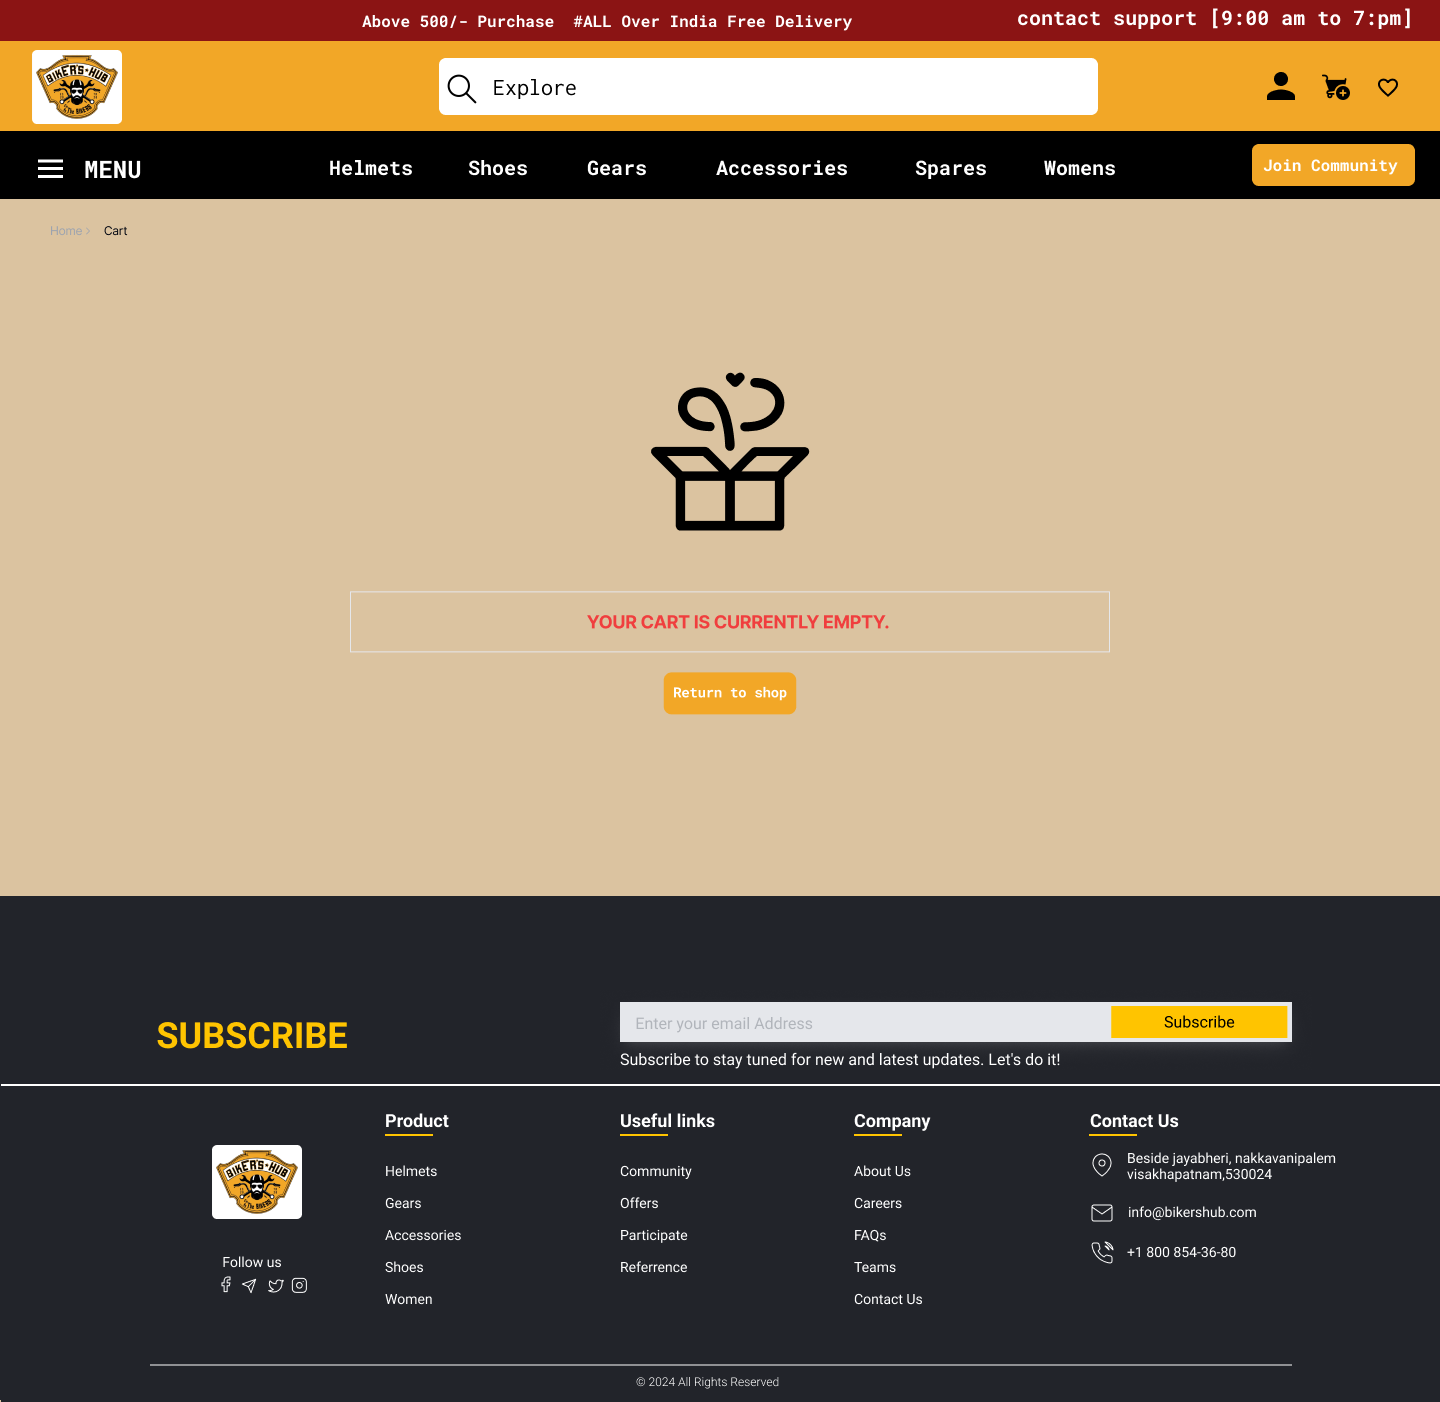 Above 500/- Purchase  #ALL Over India Free Delivery
contact support [9:00 am to 7:pm]
BIKER'S-HUB
Explore
MENU
Helmets
Shoes
Gears
Accessories
Spares
Womens
Join Community
Home > Cart
YOUR CART IS CURRENTLY EMPTY.
Return to shop
SUBSCRIBE
Enter your email Address
Subscribe
Subscribe to stay tuned for new and latest updates. Let's do it!
BIKER'S-HUB
Follow us
Product
Helmets
Gears
Accessories
Shoes
Women
Useful links
Community
Offers
Participate
Referrence
Company
About Us
Careers
FAQs
Teams
Contact Us
Contact Us
Beside jayabheri, nakkavanipalem
visakhapatnam,530024
info@bikershub.com
+1 800 854-36-80
© 2024 All Rights Reserved